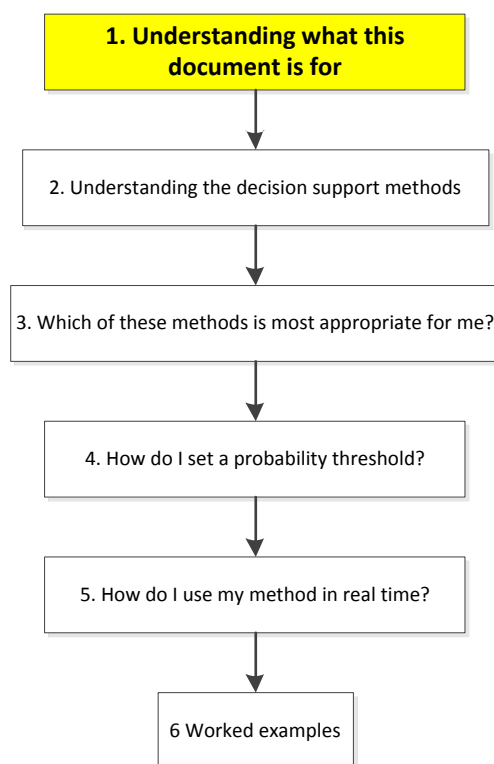 1. Understanding what this
document is for
2. Understanding the decision support methods
3. Which of these methods is most appropriate for me?
4. How do I set a probability threshold?
5. How do I use my method in real time?
6 Worked examples